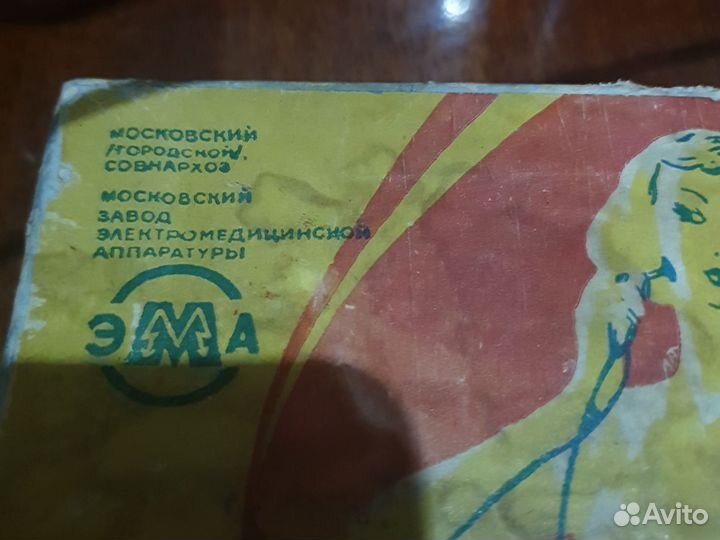 МОСКОВСКИЙ
/ГОРОДСКОЙ/
СОВНАРХОЗ
МОСКОВСКИЙ
ЗАВОД
ЭЛЕКТРОМЕДИЦИНСКОЙ
АППАРАТУРЫ
ЭМА
Avito